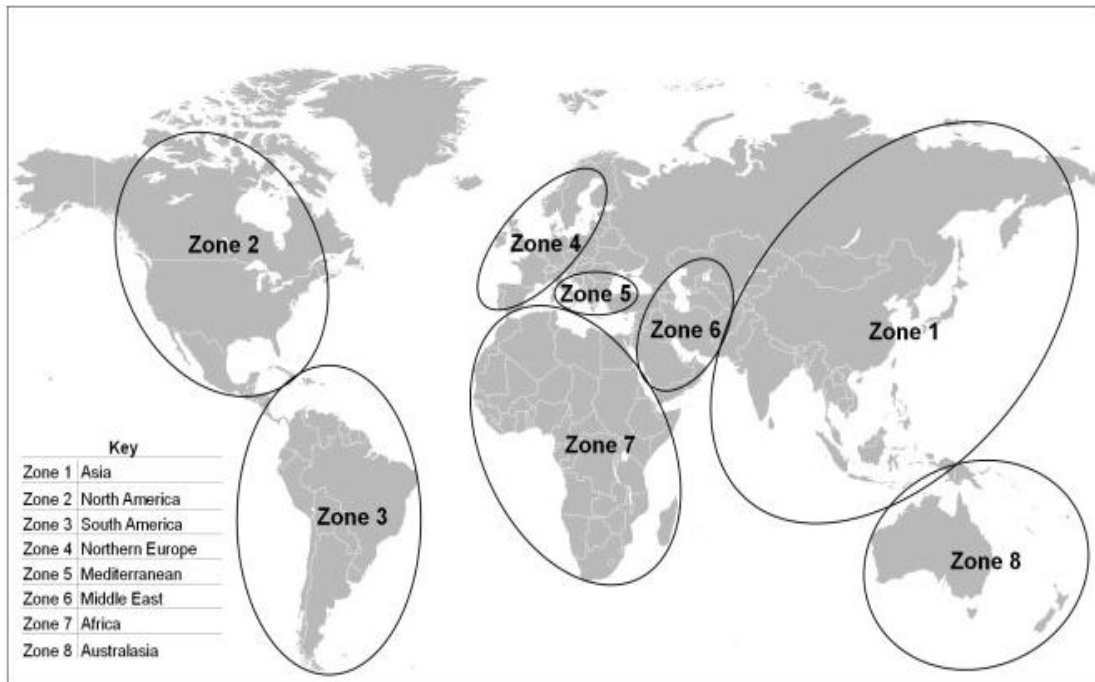 Zone 2
Zone 4
Zone 5
Zone 6
Zone 1
Zone 7
Zone 3
Zone 8
Key
Zone 1 Asia
Zone 2 North America
Zone 3 South America
Zone 4 Northern Europe
Zone 5 Mediterranean
Zone 6 Middle East
Zone 7 Africa
Zone 8 Australasia